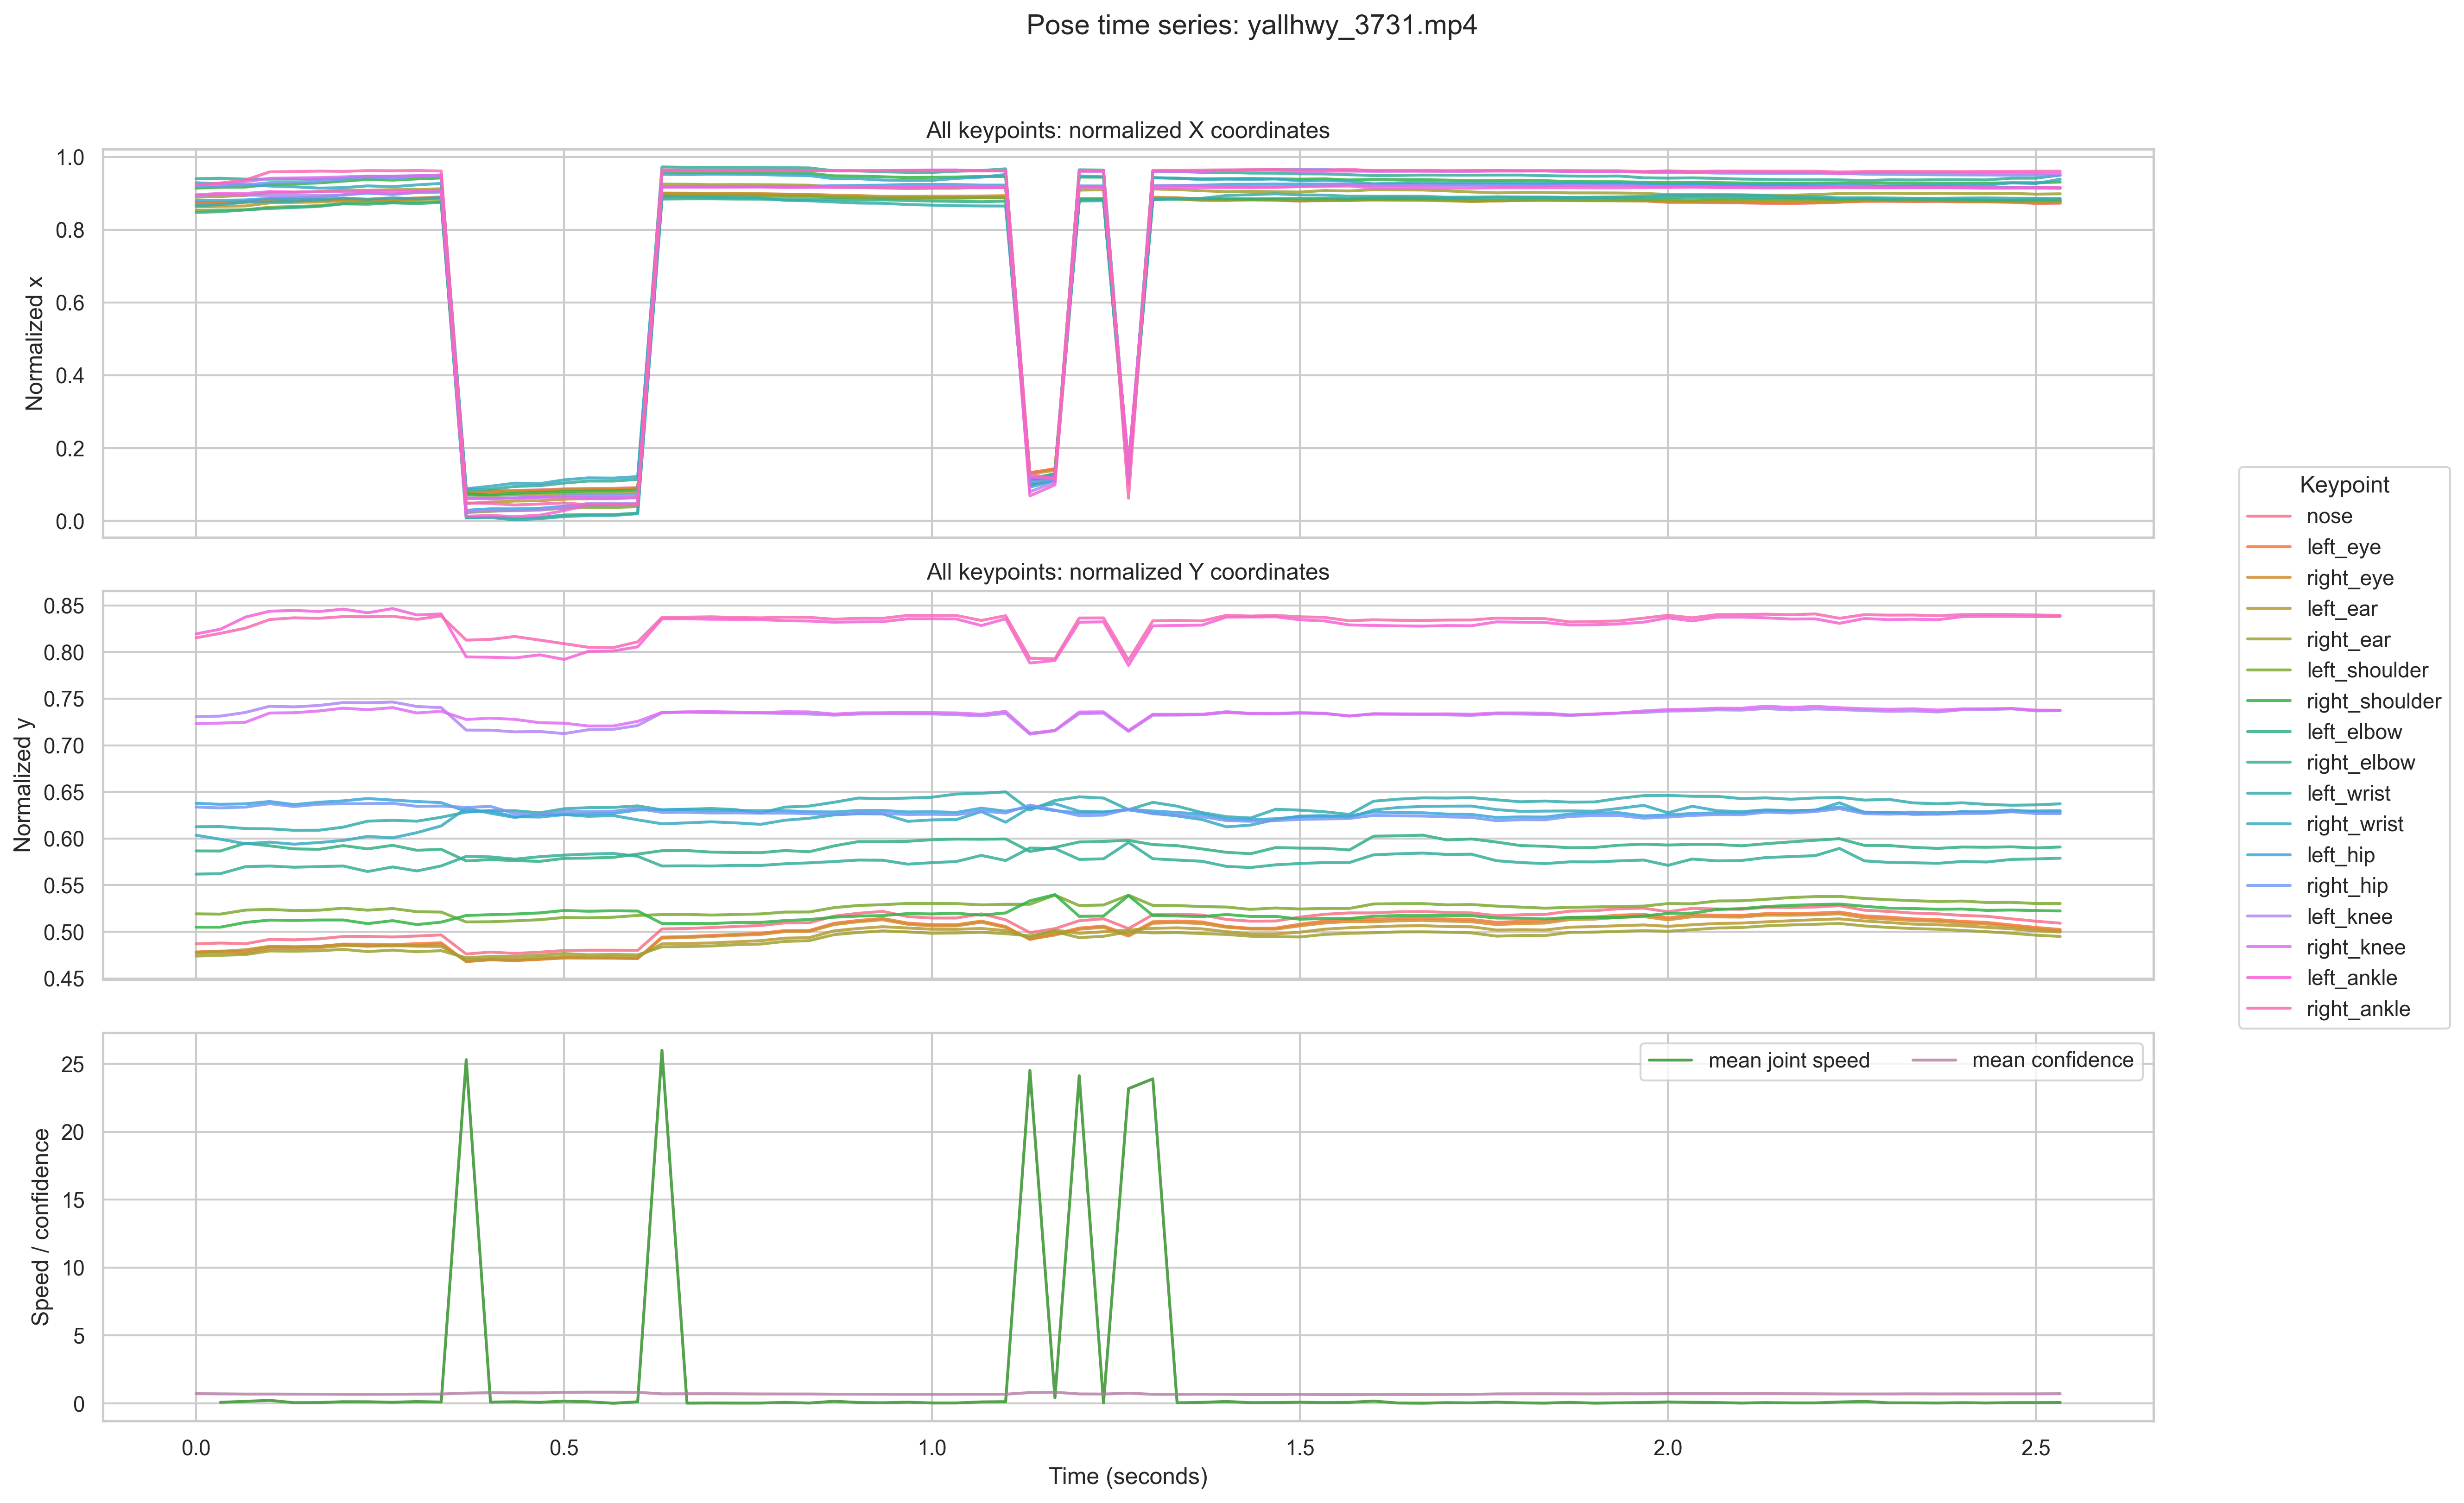 Pose time series: yallhwy_3731.mp4
All keypoints: normalized X coordinates
1.0
0.8
0.6
0.4
0.2
0.0
Normalized x
All keypoints: normalized Y coordinates
0.85
0.80
0.75
0.70
0.65
0.60
0.55
0.50
0.45
Normalized y
Keypoint
nose
left_eye
right_eye
left_ear
right_ear
left_shoulder
right_shoulder
left_elbow
right_elbow
left_wrist
right_wrist
left_hip
right_hip
left_knee
right_knee
left_ankle
right_ankle
mean joint speed mean confidence
25
20
15
10
5
0
Speed / confidence
0.0 0.5 1.0 1.5 2.0 2.5
Time (seconds)